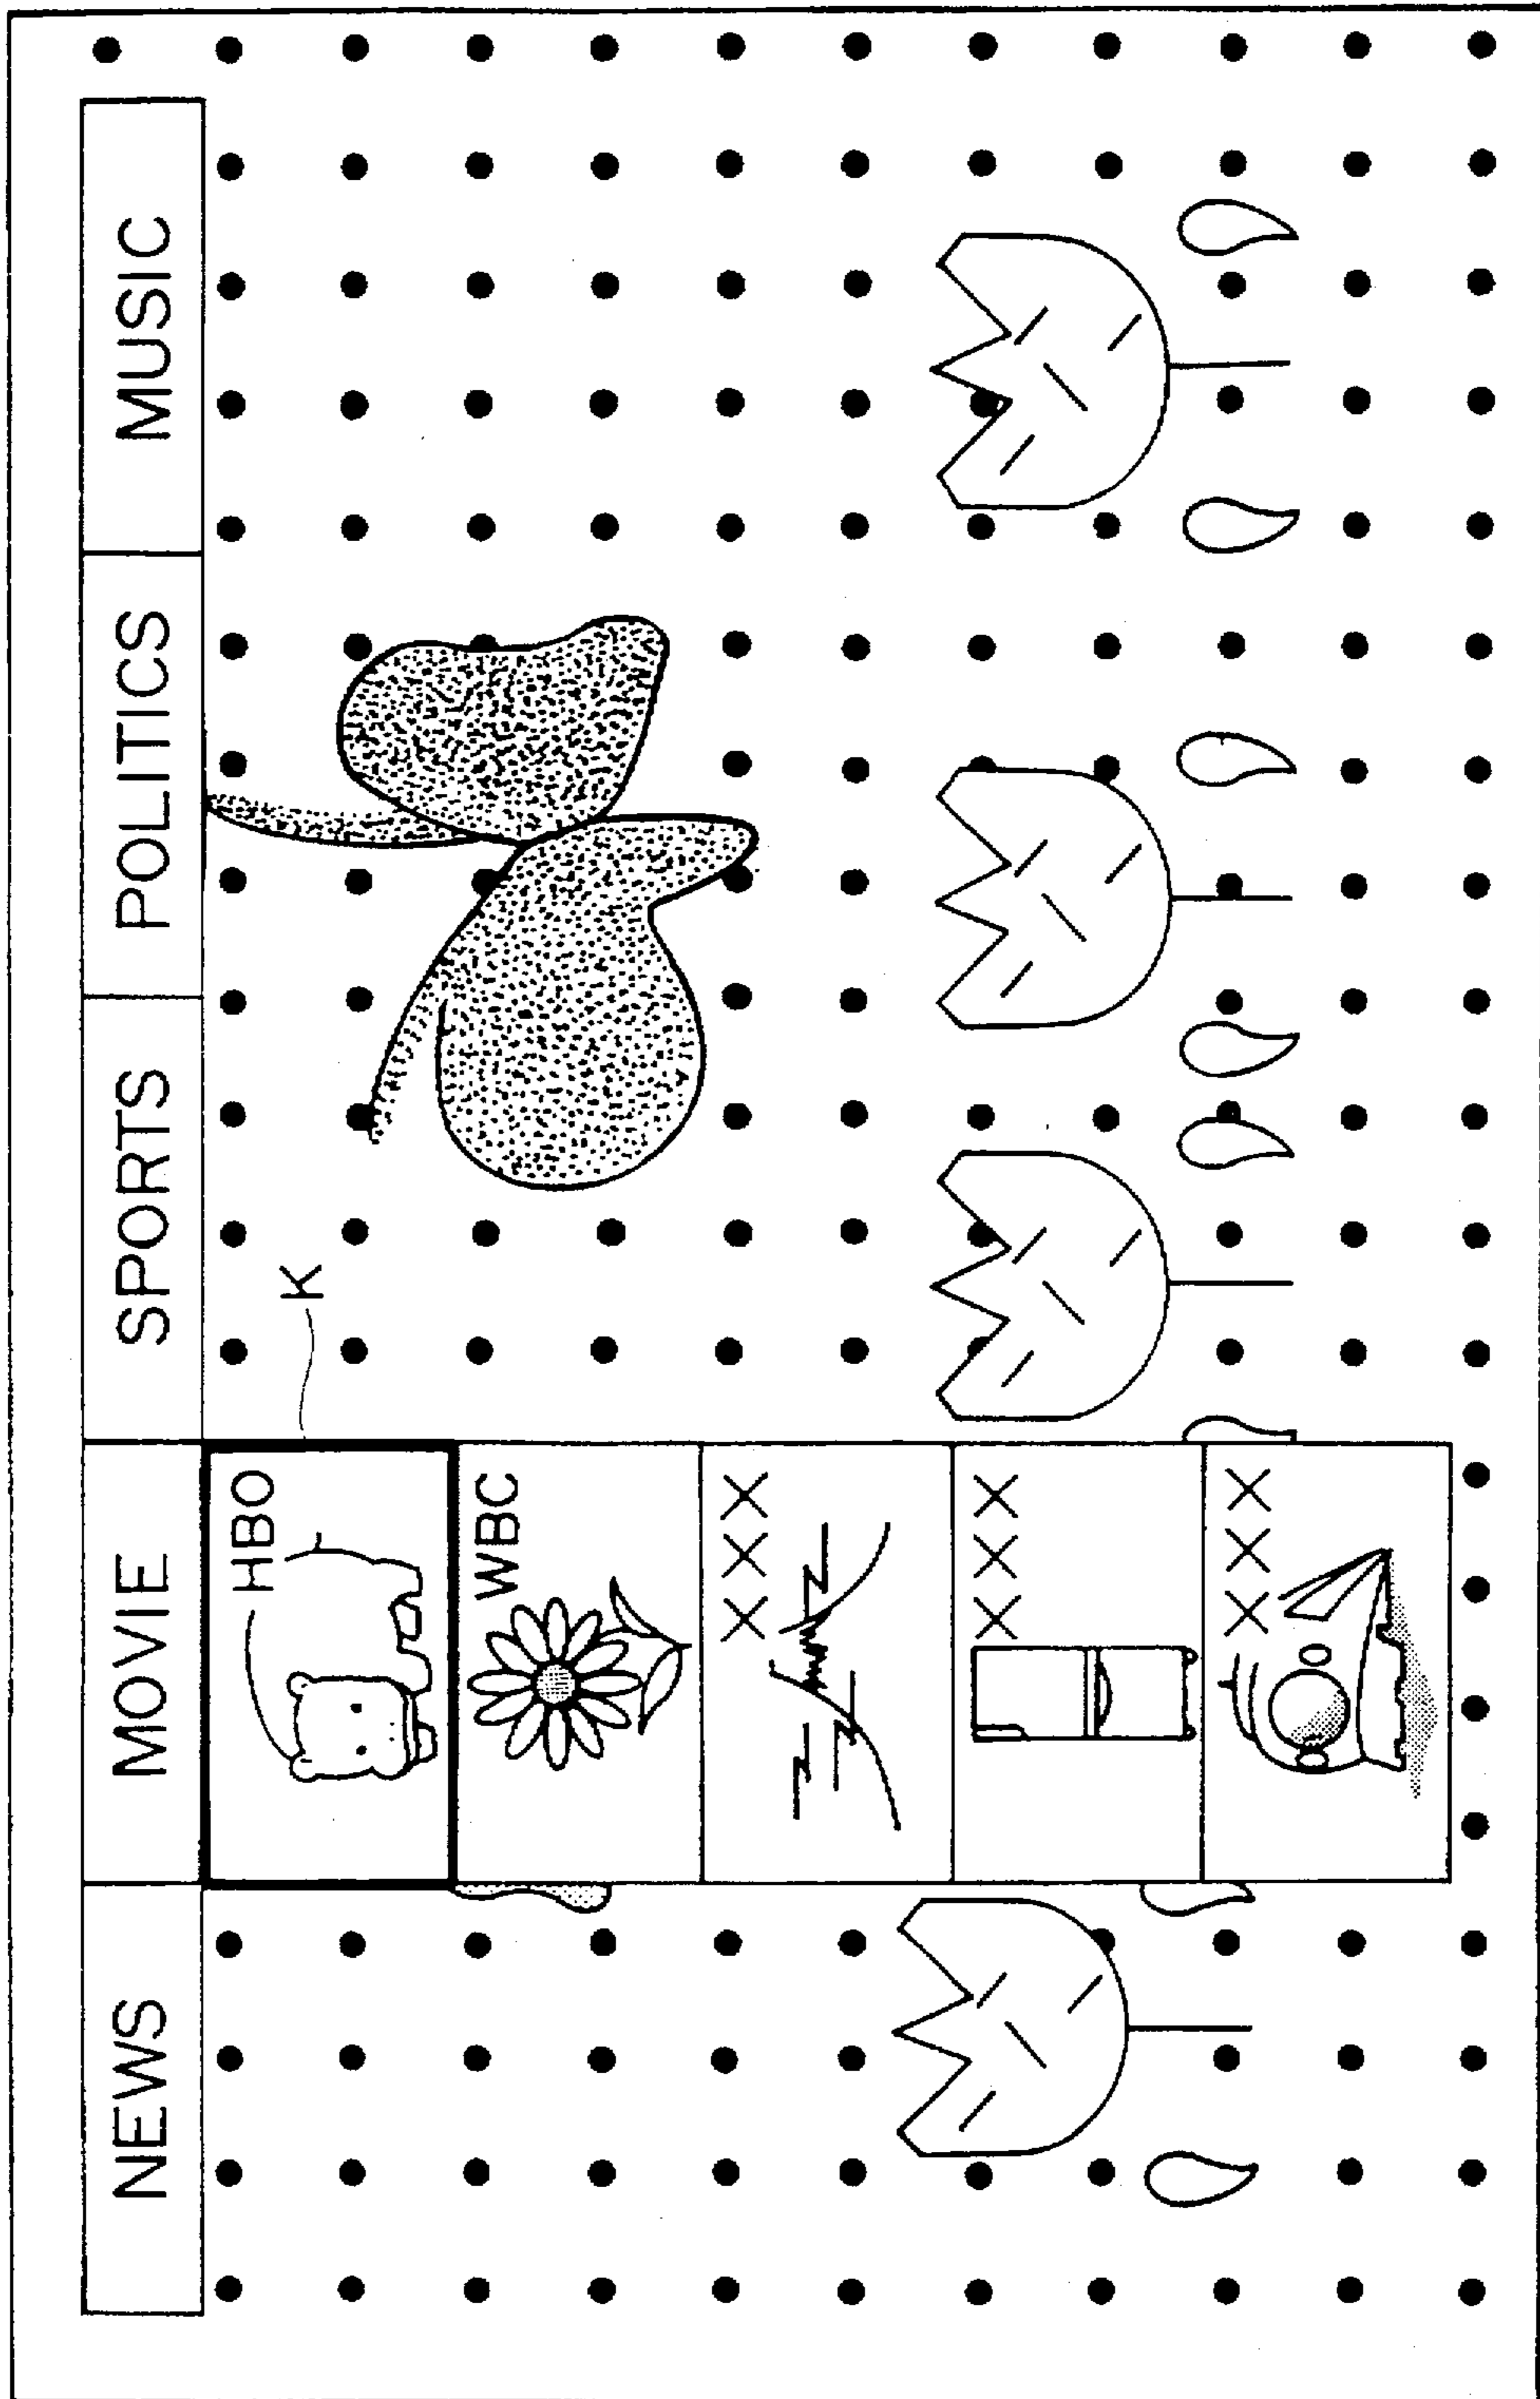 NEWS
MOVIE
SPORTS
POLITICS
MUSIC
K
HBO
WBC
XXX
XXX
XXX